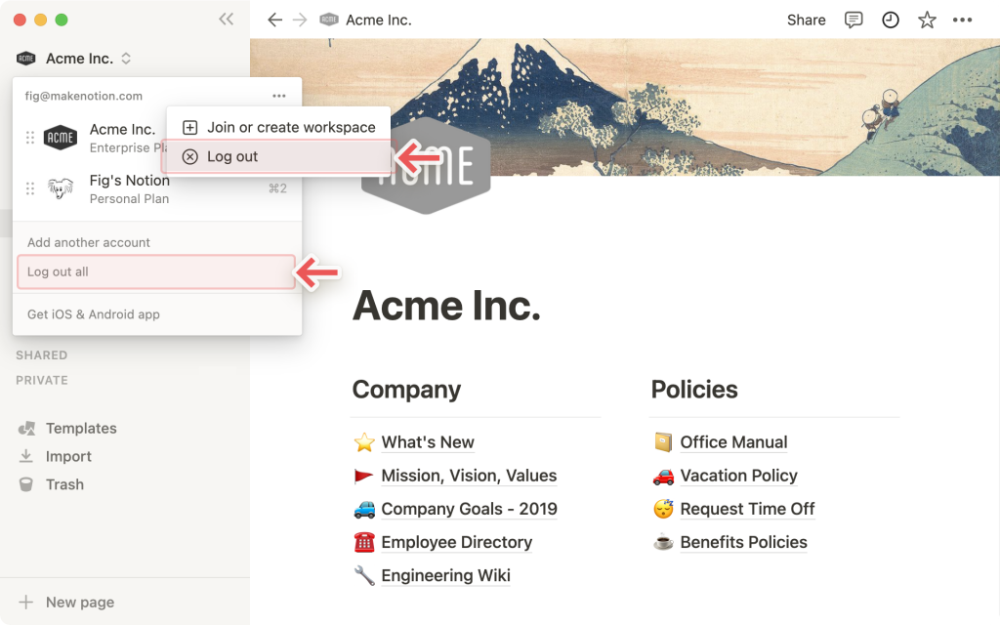 Acme Inc.
Share
Acme Inc.
fig@makenotion.com
Join or create workspace
Log out
ACME
Acme Inc.
Enterprise
Fig's Notion
Personal Plan
⌘2
ACME
Add another account
Log out all
Get iOS & Android app
SHARED
PRIVATE
Templates
Import
Trash
New page
Acme Inc.
Company
What's New
Mission, Vision, Values
Company Goals - 2019
Employee Directory
Engineering Wiki
Policies
Office Manual
Vacation Policy
Request Time Off
Benefits Policies